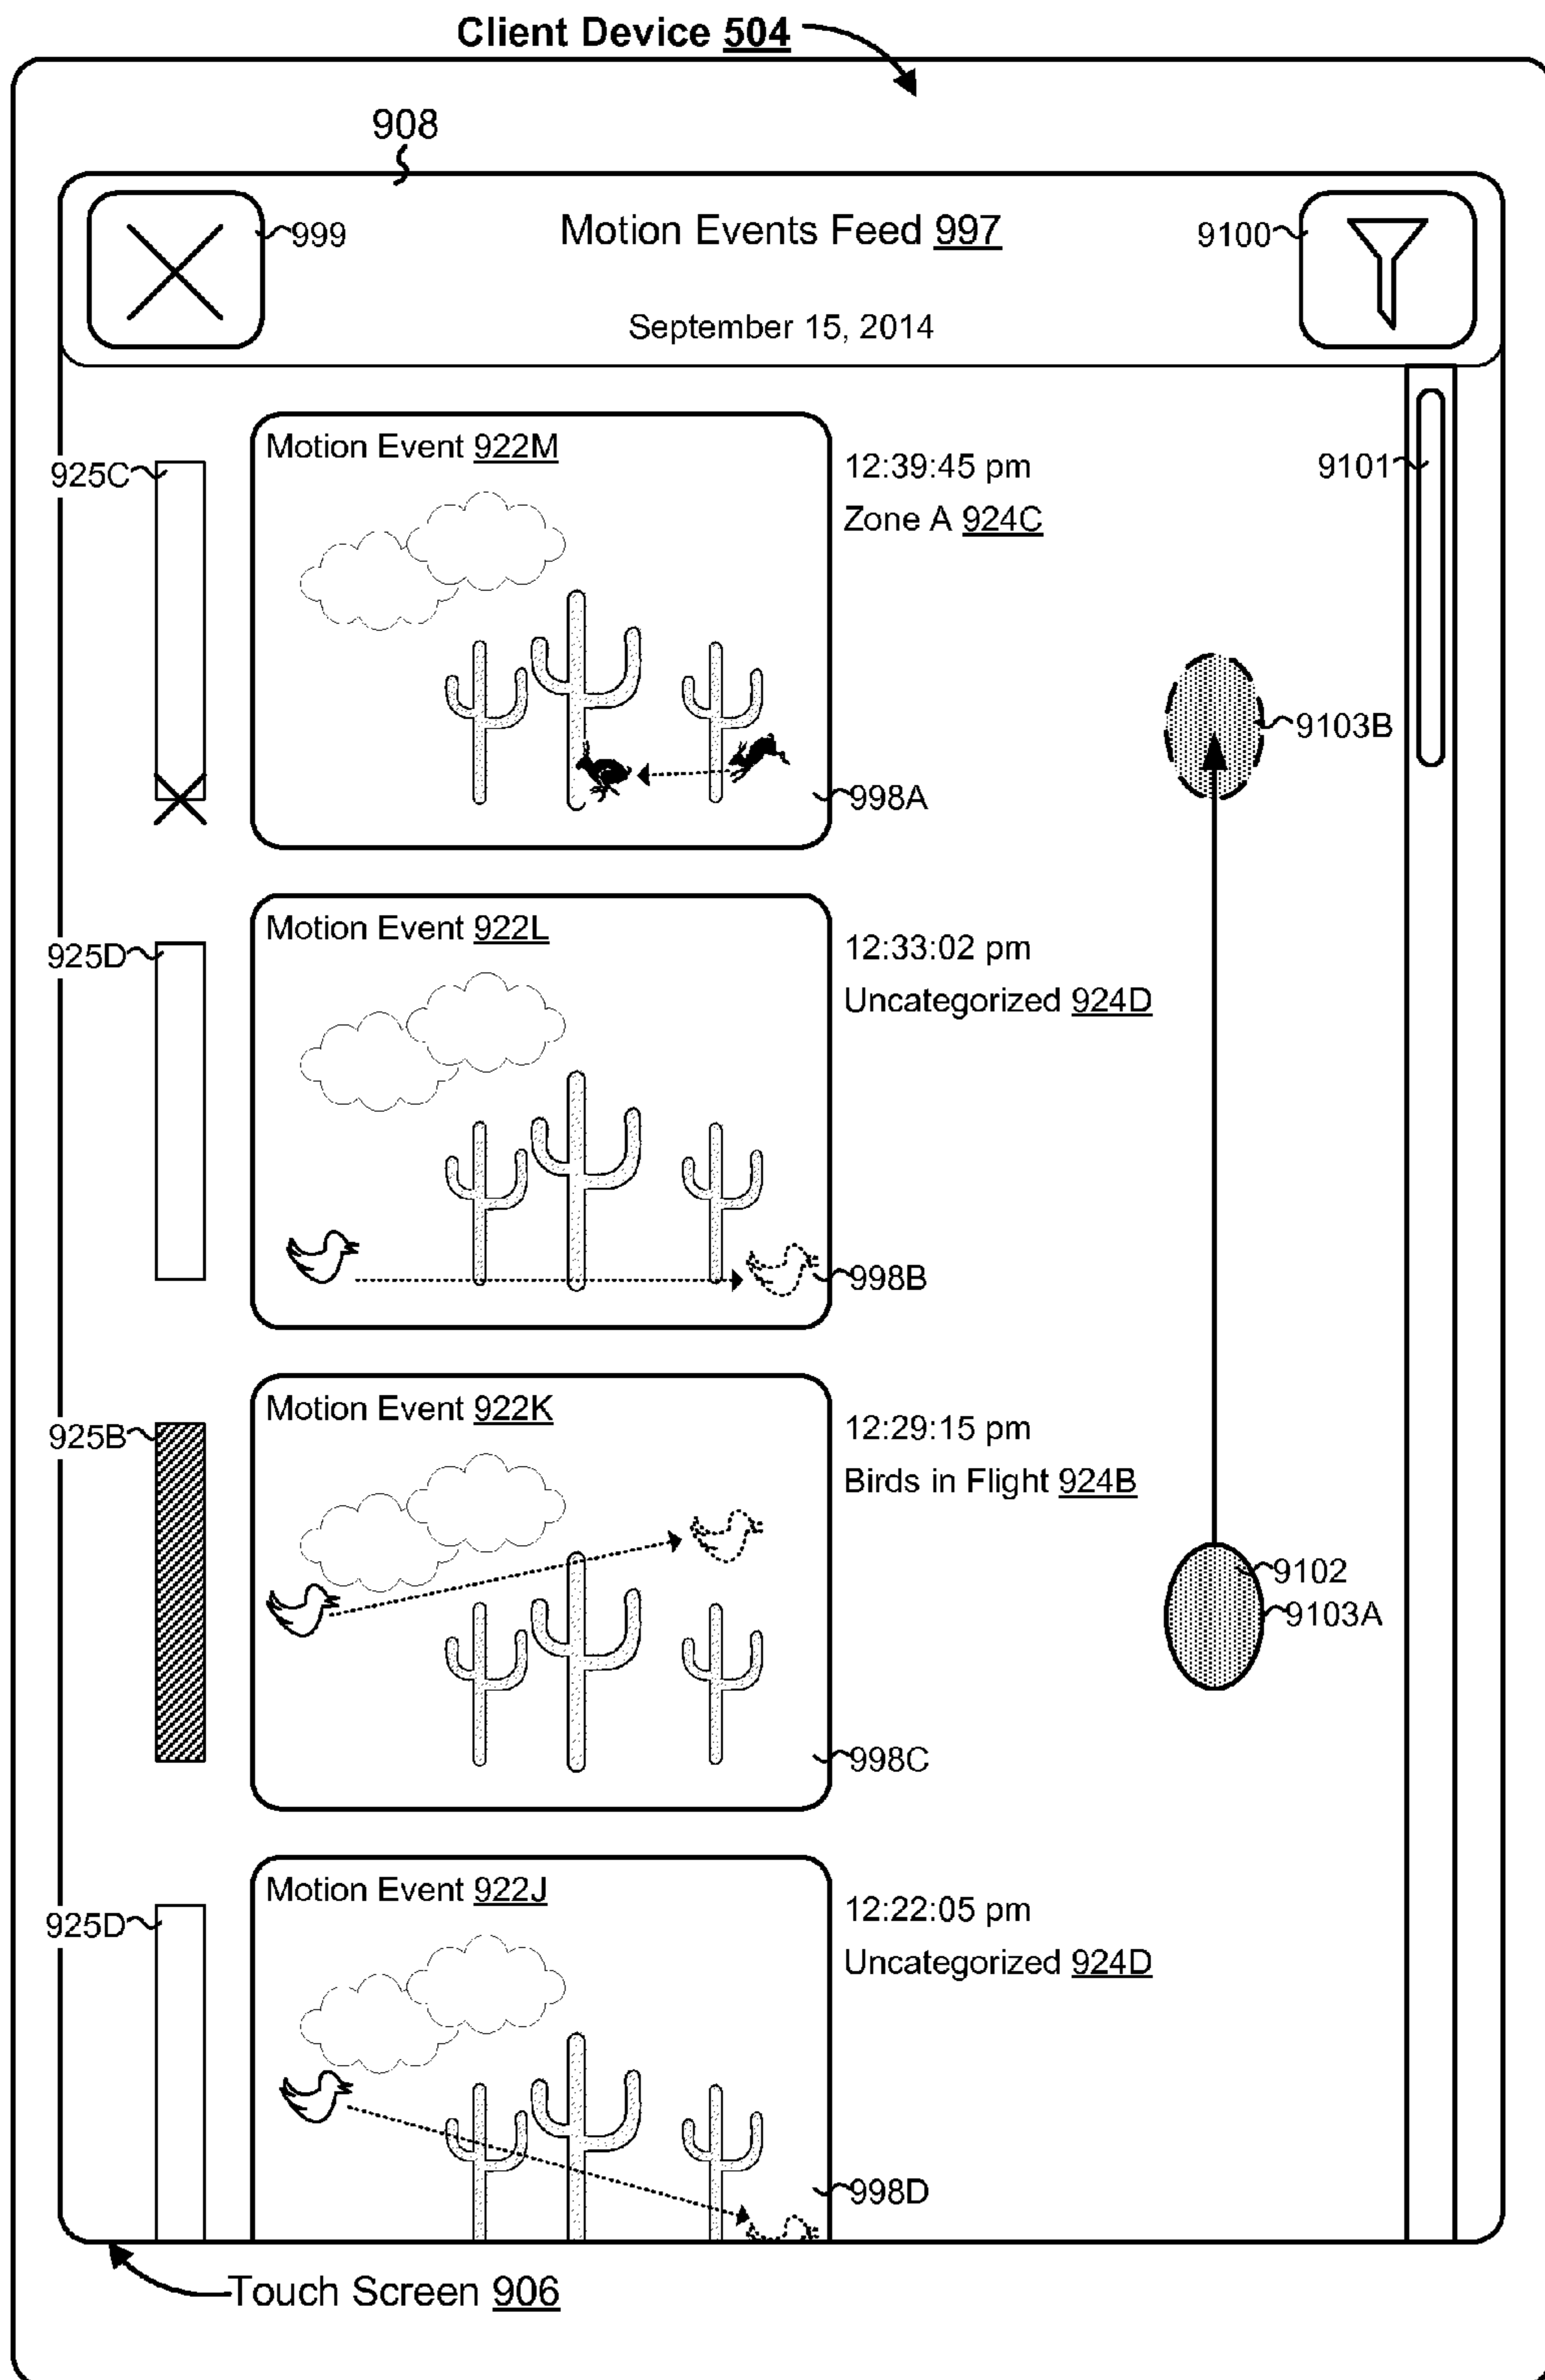 Client Device 504
908
999
Motion Events Feed 997
9100
September 15, 2014
Motion Event 922M
925C
12:39:45 pm
9101
Zone A 924C
9103B
998A
Motion Event 922L
925D
12:33:02 pm
Uncategorized 924D
998B
Motion Event 922K
925B
12:29:15 pm
Birds in Flight 924B
9102
9103A
998C
Motion Event 922J
925D
12:22:05 pm
Uncategorized 924D
998D
Touch Screen 906